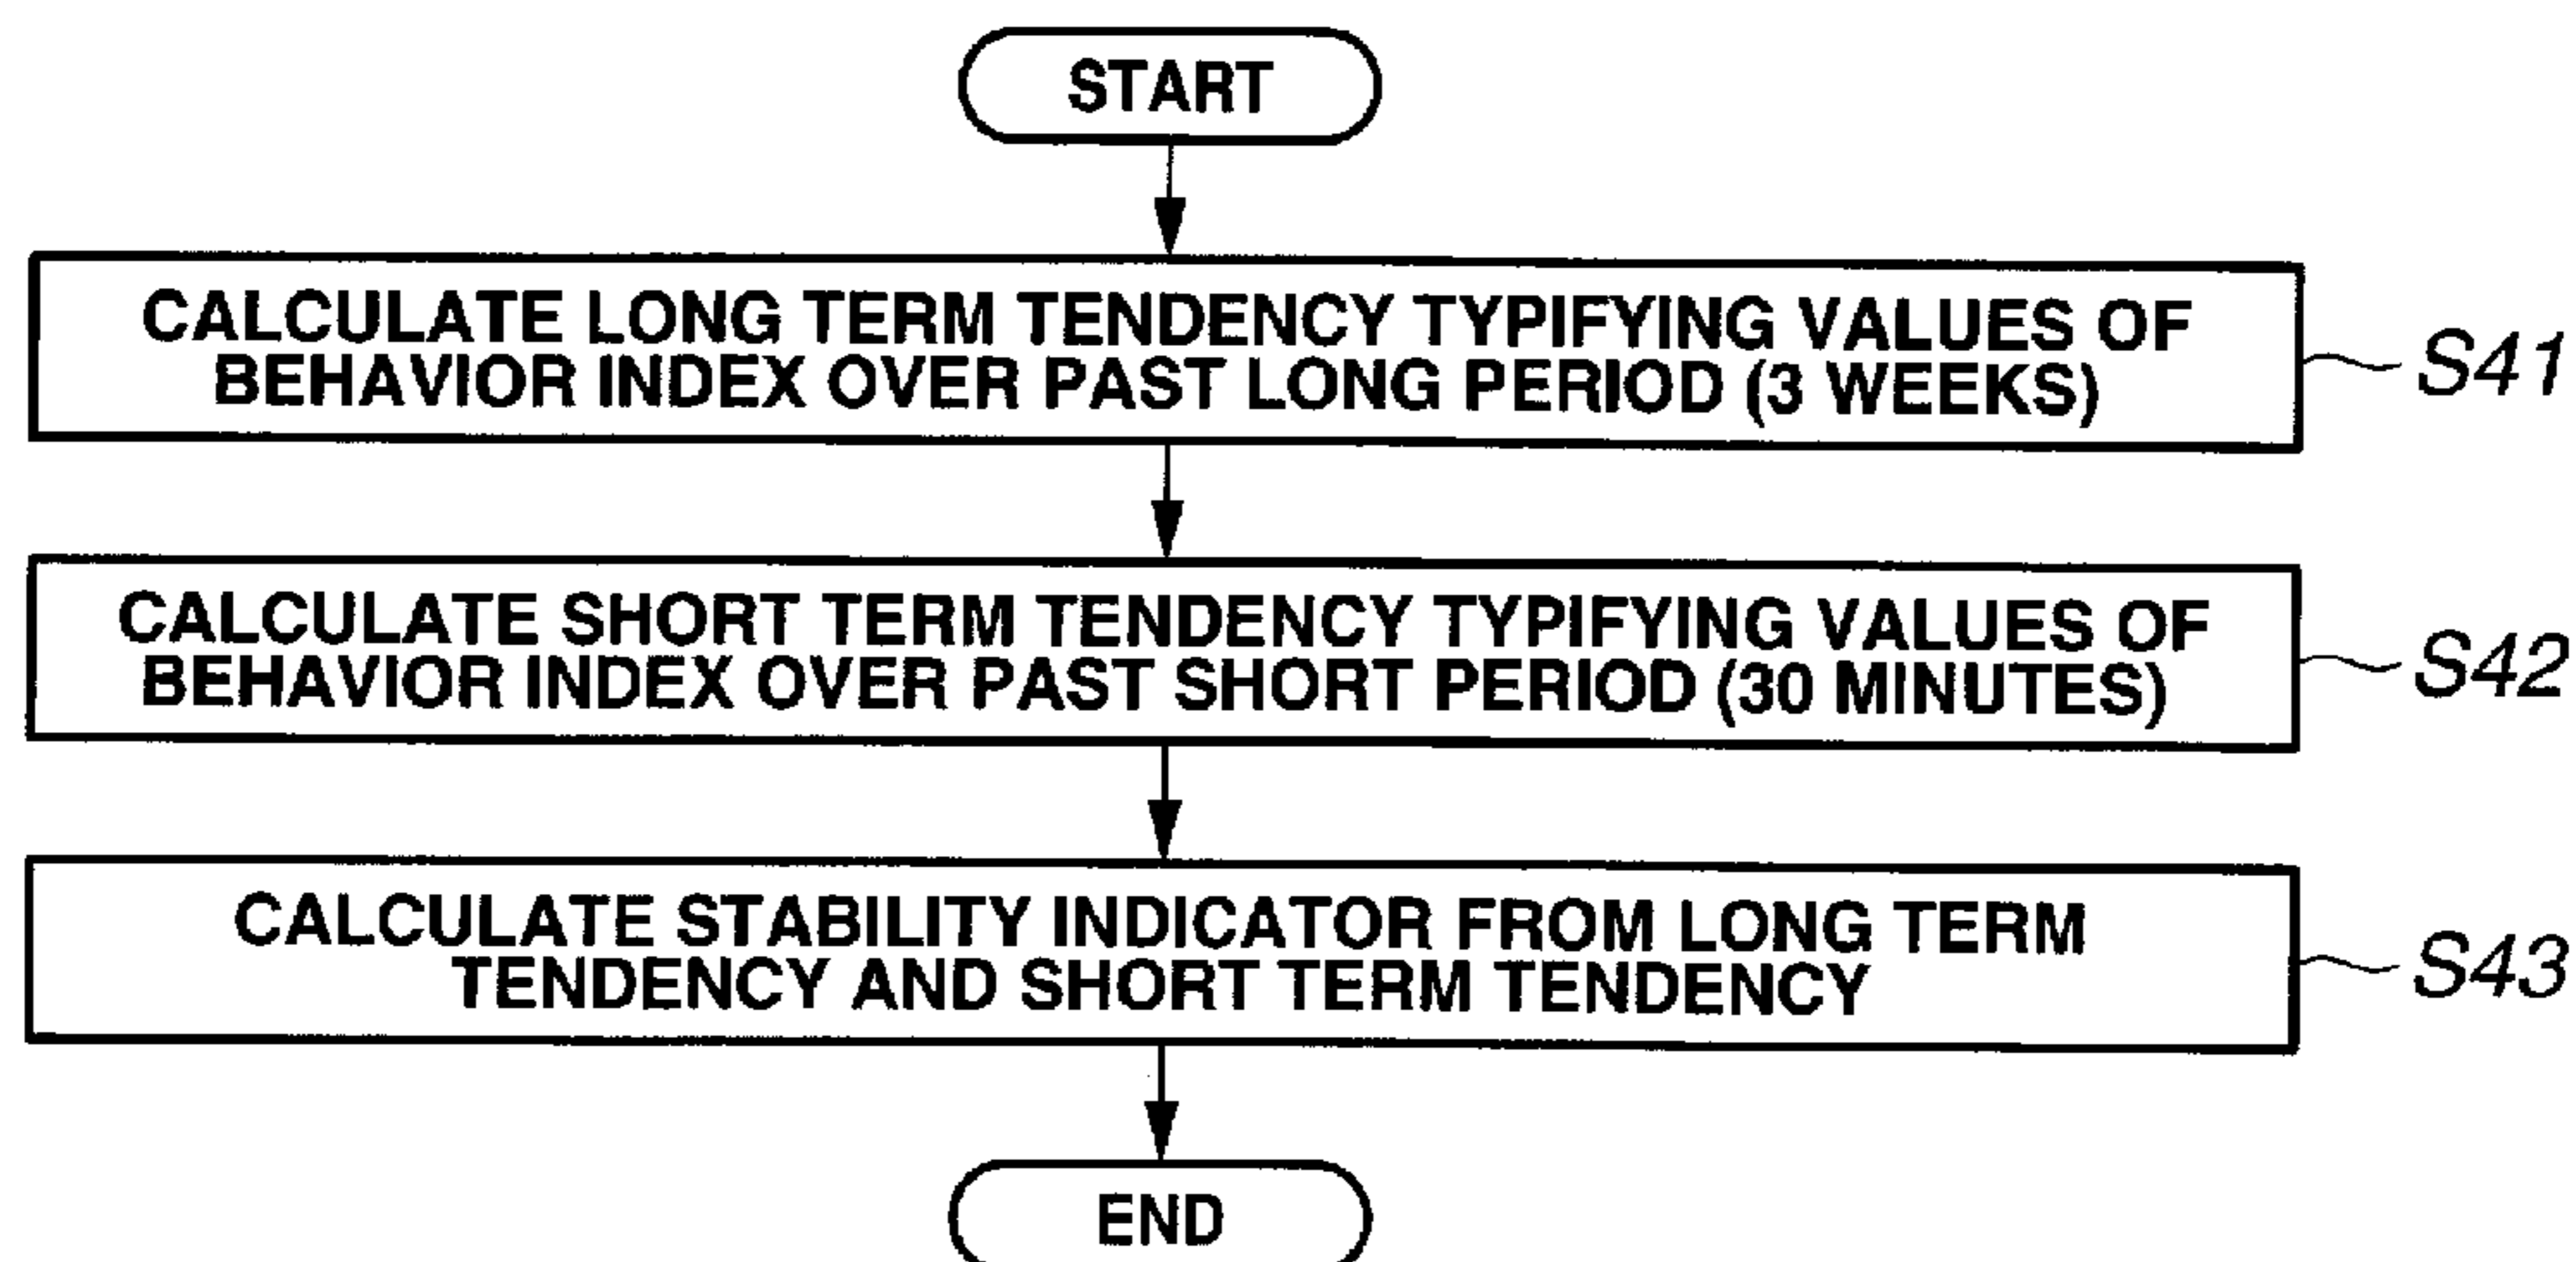 START
CALCULATE LONG TERM TENDENCY TYPIFYING VALUES OF
BEHAVIOR INDEX OVER PAST LONG PERIOD (3 WEEKS)
S41
CALCULATE SHORT TERM TENDENCY TYPIFYING VALUES OF
BEHAVIOR INDEX OVER PAST SHORT PERIOD (30 MINUTES)
S42
CALCULATE STABILITY INDICATOR FROM LONG TERM
TENDENCY AND SHORT TERM TENDENCY
S43
END